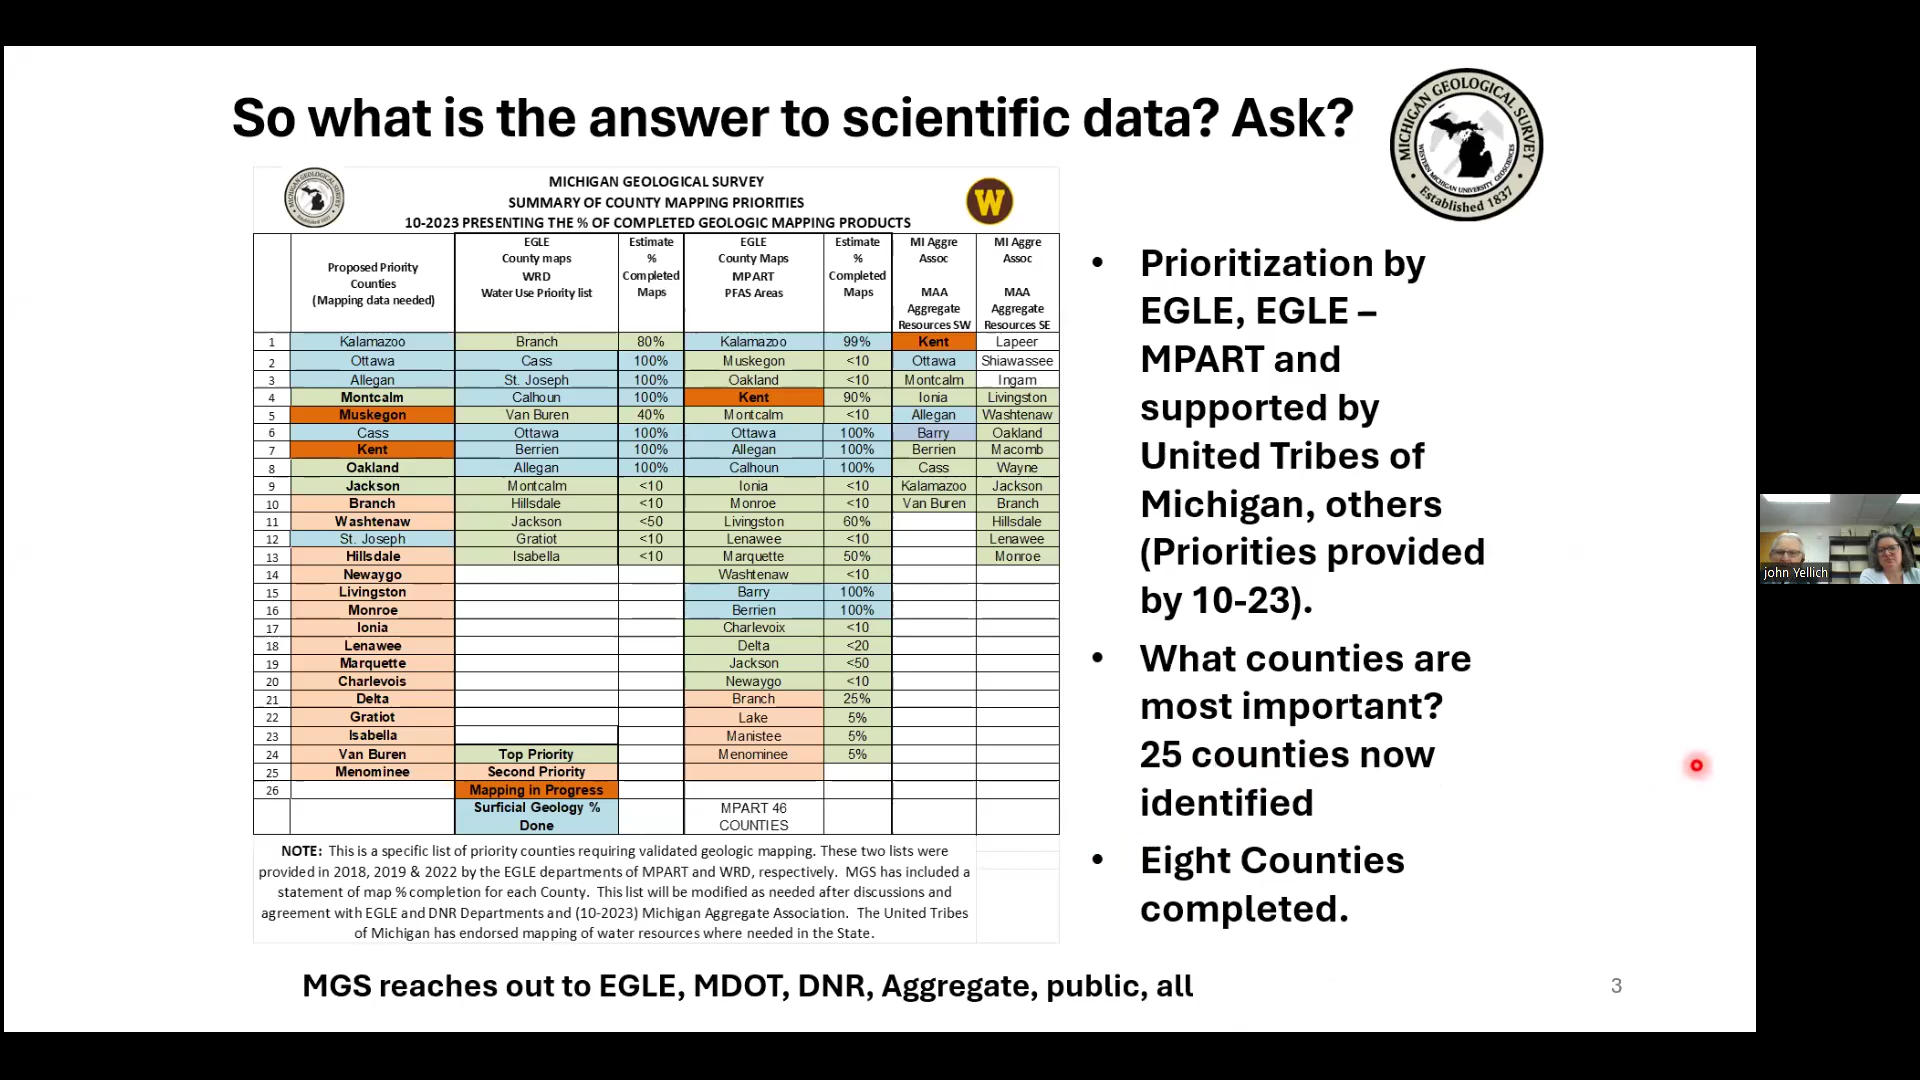 So what is the answer to scientific data? Ask?
MICHIGAN GEOLOGICAL SURVEY
WESTERN MICHIGAN UNIVERSITY GEOSCIENCES
Established 1837
MICHIGAN GEOLOGICAL SURVEY
SUMMARY OF COUNTY MAPPING PRIORITIES
10-2023 PRESENTING THE % OF COMPLETED GEOLOGIC MAPPING PRODUCTS
W
Proposed Priority Counties (Mapping data needed) EGLE County maps WRD Water Use Priority list Estimate % Completed Maps EGLE County Maps MPART PFAS Areas Estimate % Completed Maps MI Aggre Assoc MAA Aggregate Resources SW MI Aggre Assoc MAA Aggregate Resources SE
1 Kalamazoo Branch 80% Kalamazoo 99% Kent Lapeer
2 Ottawa Cass 100% Muskegon <10 Ottawa Shiawassee
3 Allegan St. Joseph 100% Oakland <10 Montcalm Ingam
4 Montcalm Calhoun 100% Kent 90% Ionia Livingston
5 Muskegon Van Buren 40% Montcalm <10 Allegan Washtenaw
6 Cass Ottawa 100% Ottawa 100% Barry Oakland
7 Kent Berrien 100% Allegan 100% Berrien Macomb
8 Oakland Allegan 100% Calhoun 100% Cass Wayne
9 Jackson Montcalm <10 Ionia <10 Kalamazoo Jackson
10 Branch Hillsdale <10 Monroe <10 Van Buren Branch
11 Washtenaw Jackson <50 Livingston 60% Hillsdale
12 St. Joseph Gratiot <10 Lenawee <10 Lenawee
13 Hillsdale Isabella <10 Marquette 50% Monroe
14 Newaygo Washtenaw <10
15 Livingston Barry 100%
16 Monroe Berrien 100%
17 Ionia Charlevoix <10
18 Lenawee Delta <20
19 Marquette Jackson <50
20 Charlevois Newaygo <10
21 Delta Branch 25%
22 Gratiot Lake 5%
23 Isabella Manistee 5%
24 Van Buren Top Priority Menominee 5%
25 Menominee Second Priority
26 Mapping in Progress
Surficial Geology % Done MPART 46 COUNTIES
NOTE: This is a specific list of priority counties requiring validated geologic mapping. These two lists were
provided in 2018, 2019 & 2022 by the EGLE departments of MPART and WRD, respectively. MGS has included a
statement of map % completion for each County. This list will be modified as needed after discussions and
agreement with EGLE and DNR Departments and (10-2023) Michigan Aggregate Association. The United Tribes
of Michigan has endorsed mapping of water resources where needed in the State.
• Prioritization by
EGLE, EGLE –
MPART and
supported by
United Tribes of
Michigan, others
(Priorities provided
by 10-23).
• What counties are
most important?
25 counties now
identified
• Eight Counties
completed.
MGS reaches out to EGLE, MDOT, DNR, Aggregate, public, all
3
john Yellich